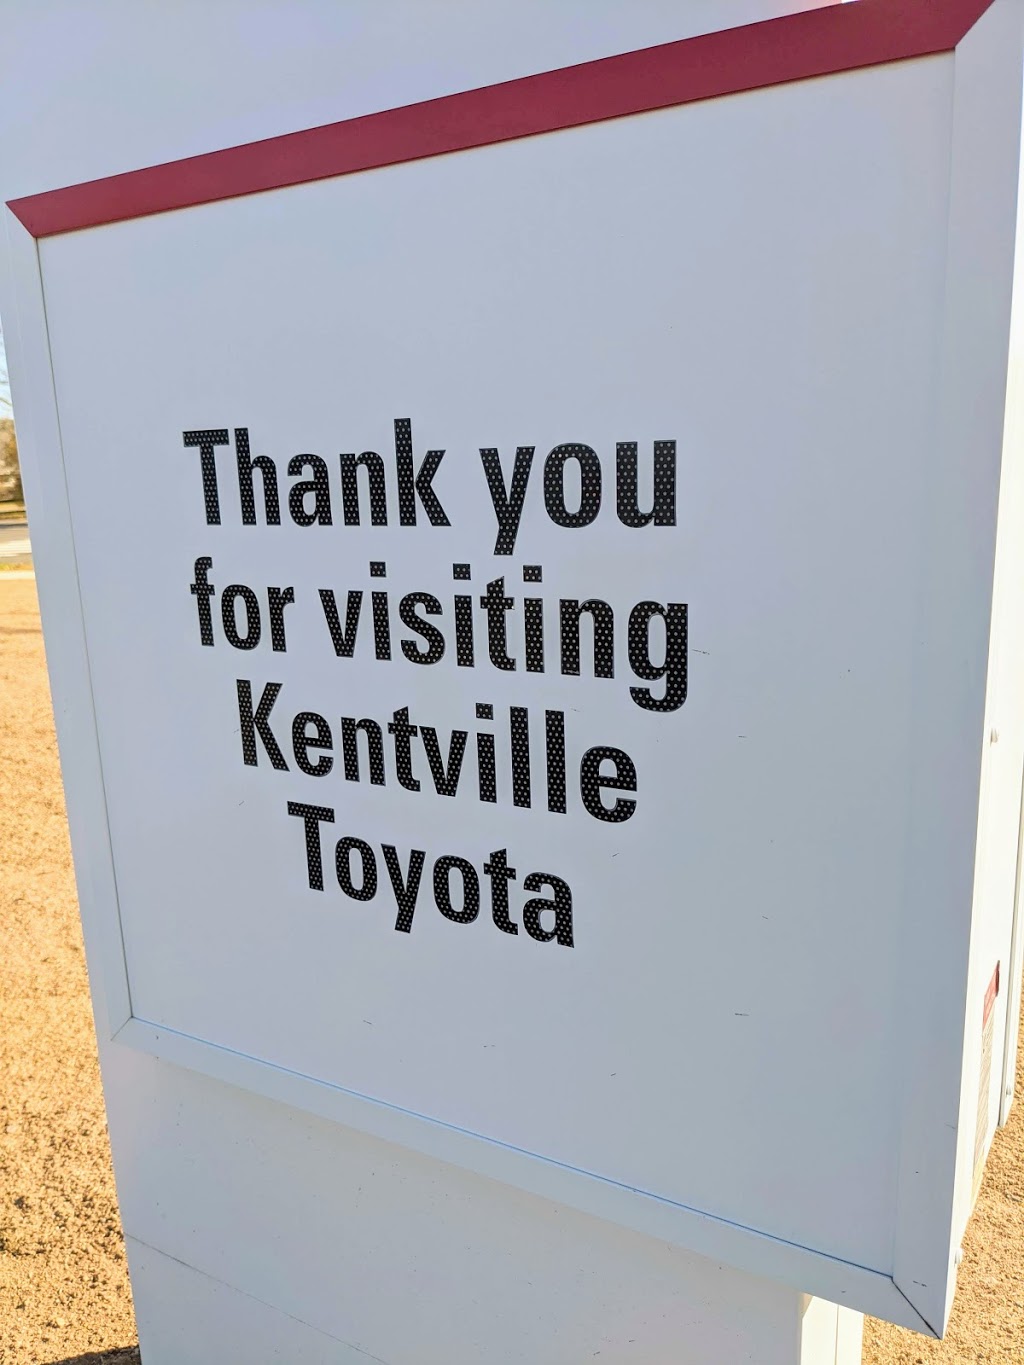 Thank you
for visiting
Kentville
Toyota